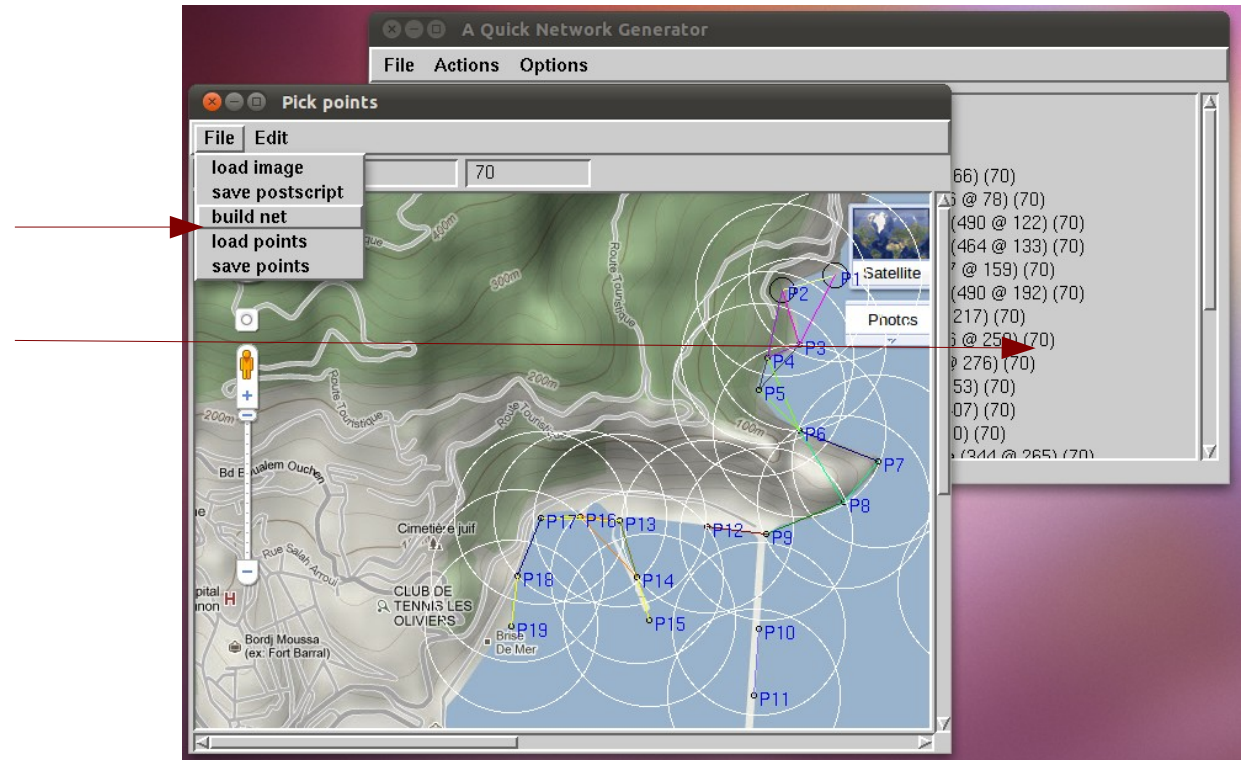 A Quick Network Generator
File Actions Options
Pick points
File Edit
load image
save postscript
build net
load points
save points
70
66) (70)
@ 78) (70)
(490 @ 122) (70)
(464 @ 133) (70)
@ 159) (70)
(490 @ 192) (70)
217) (70)
(70)
@ 276) (70)
53) (70)
07) (70)
0) (70)
(344 @ 265) (70)
400m
300m
200m
200m
100m
Route Touristique
Route Touristique
Satellite
Photos
P1
P2
P3
P4
P5
P6
P7
P8
P9
P10
P11
P12
P13
P14
P15
P16
P17
P18
P19
Bd
Ouchen
Cimetière juif
Rue Salah
CLUB DE
TENNIS LES
OLIVIERS
H
Bordj Moussa
(ex: Fort Barral)
Brise
De Mer